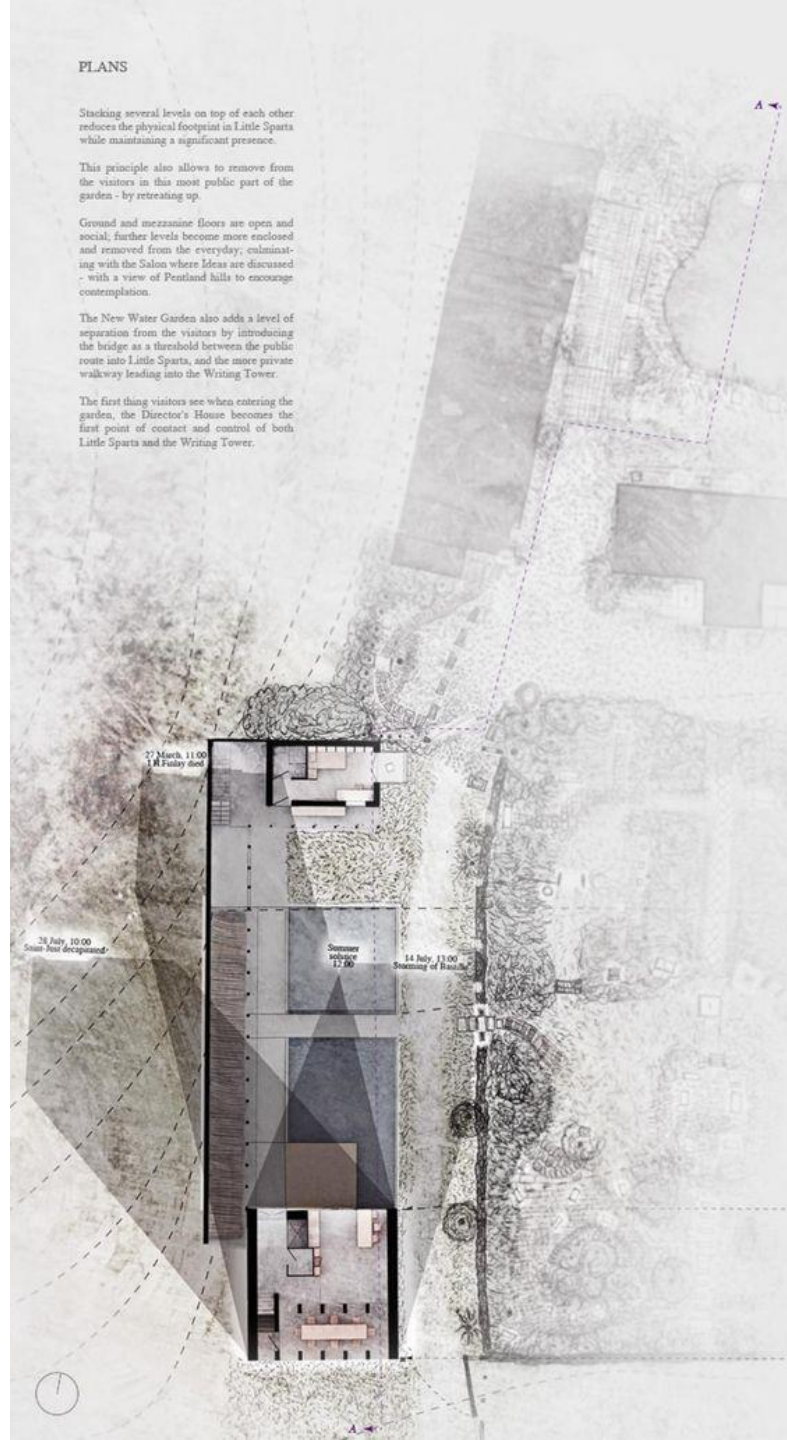 PLANS
Stacking several levels on top of each other
reduces the physical footprint in Little Sparta
while maintaining a significant presence.
This principle also allows to remove from
the visitors in this most public part of the
garden - by retreating up.
Ground and mezzanine floors are open and
social; further levels become more enclosed
and removed from the everyday; culminat-
ing with the Salon where Ideas are discussed
- with a view of Pentland hills to encourage
contemplation.
The New Water Garden also adds a level of
separation from the visitors by introducing
the bridge as a threshold between the public
route into Little Sparta, and the more private
walkway leading into the Writing Tower.
The first thing visitors see when entering the
garden, the Director's House becomes the
first point of contact and control of both
Little Sparta and the Writing Tower.
A
27 March, 11:00
I.H.Finlay died
28 July, 10:00
Saint-Just decapitated
Summer
solstice
12:00
14 July, 13:00
Storming of Bastille
A